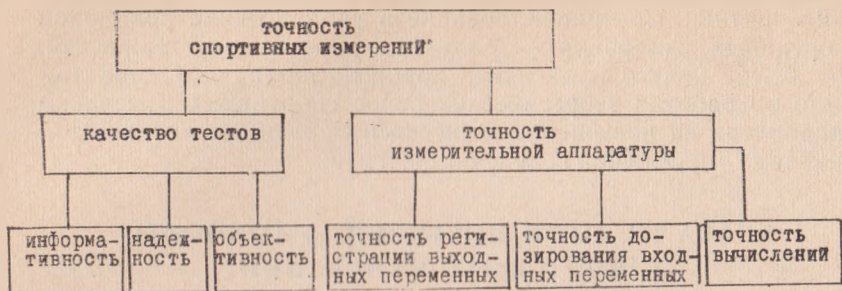 точность
спортивных измерений
качество тестов
точность
измерительной аппаратуры
информа-
тивность
надеж-
ность
объек-
тивность
точность реги-
страции выход-
ных переменных
точность до-
зирования вход-
ных переменных
точность
вычислений